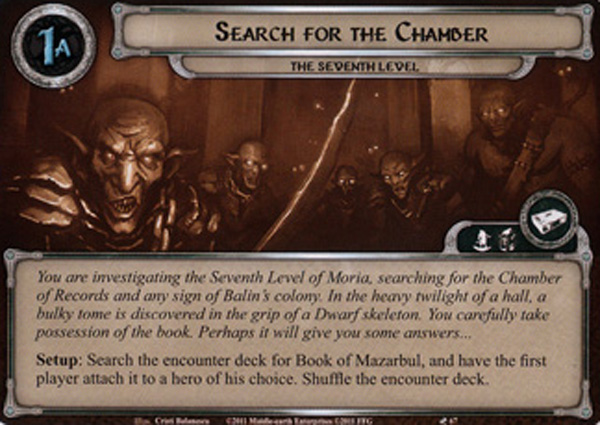 1A
SEARCH FOR THE CHAMBER
THE SEVENTH LEVEL
You are investigating the Seventh Level of Moria, searching for the Chamber
of Records and any sign of Balin's colony. In the heavy twilight of a hall, a
bulky tome is discovered in the grip of a Dwarf skeleton. You carefully take
possession of the book. Perhaps it will give you some answers...
Setup: Search the encounter deck for Book of Mazarbul, and have the first
player attach it to a hero of his choice. Shuffle the encounter deck.
Cristi Balanescu ©2011 Middle-earth Enterprises ©2011 FFG 67